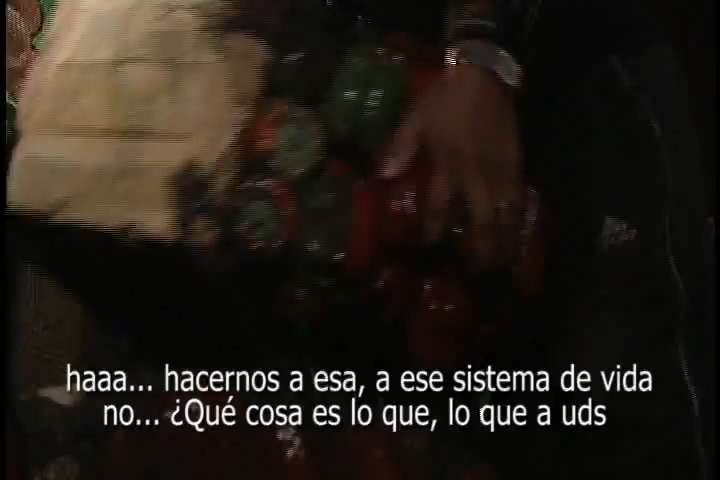 haaa... hacernos a esa, a ese sistema de vida
no... ¿Qué cosa es lo que, lo que a uds